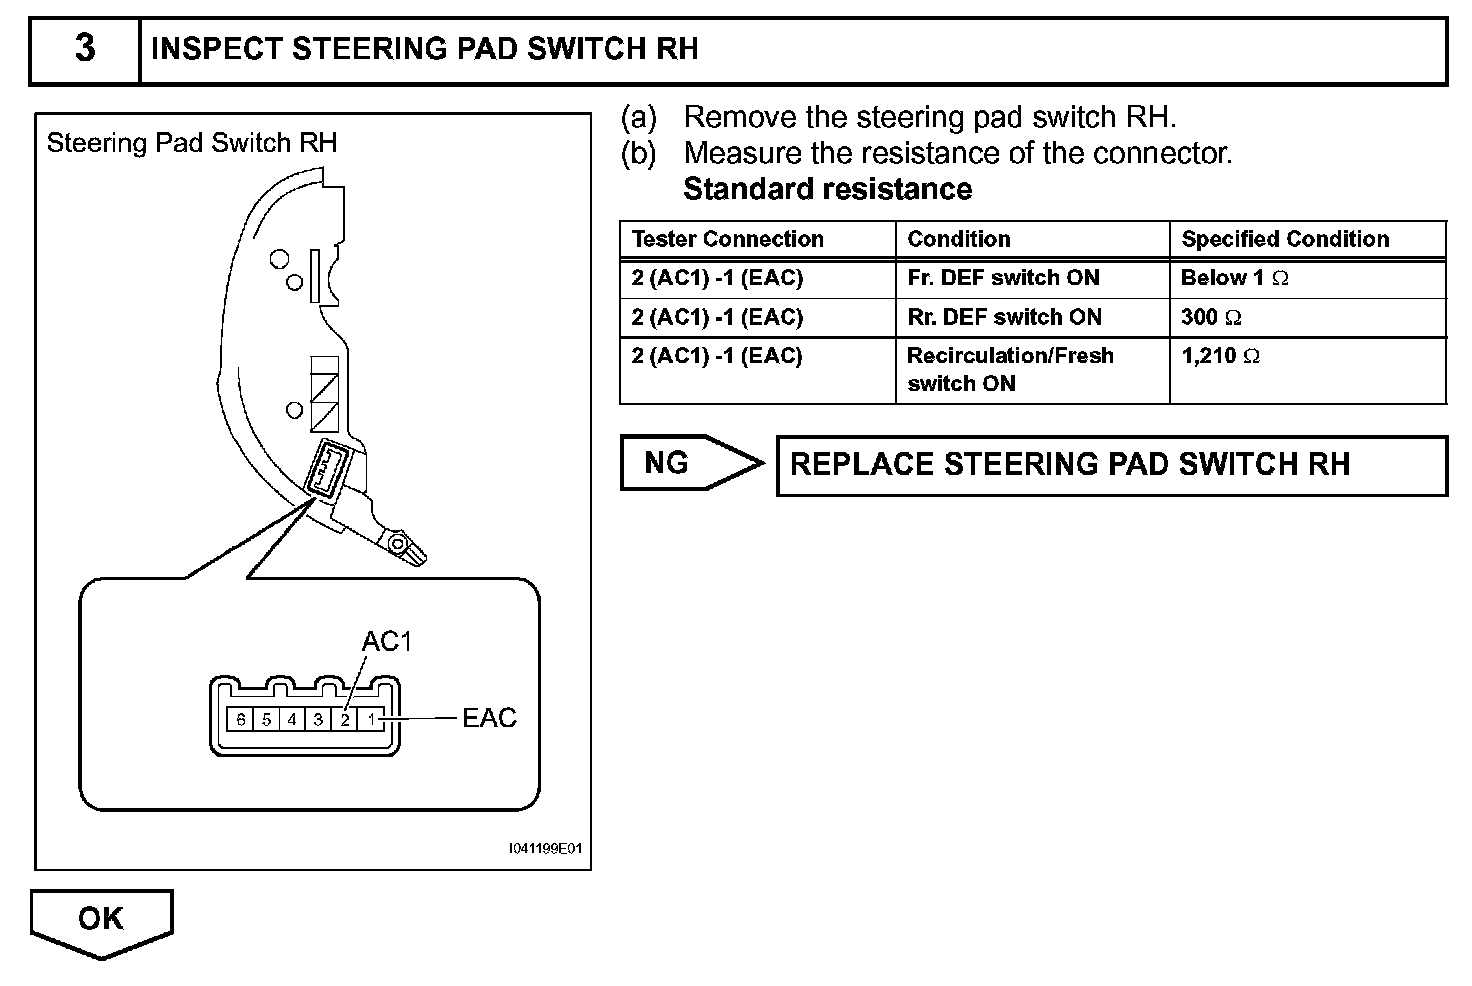 3 INSPECT STEERING PAD SWITCH RH
Steering Pad Switch RH
AC1
6 5 4 3 2 1
EAC
I041199E01
(a) Remove the steering pad switch RH.
(b) Measure the resistance of the connector.
Standard resistance
Tester Connection Condition Specified Condition
2 (AC1) -1 (EAC) Fr. DEF switch ON Below 1 Ω
2 (AC1) -1 (EAC) Rr. DEF switch ON 300 Ω
2 (AC1) -1 (EAC) Recirculation/Fresh 1,210 Ω
switch ON
NG REPLACE STEERING PAD SWITCH RH
OK